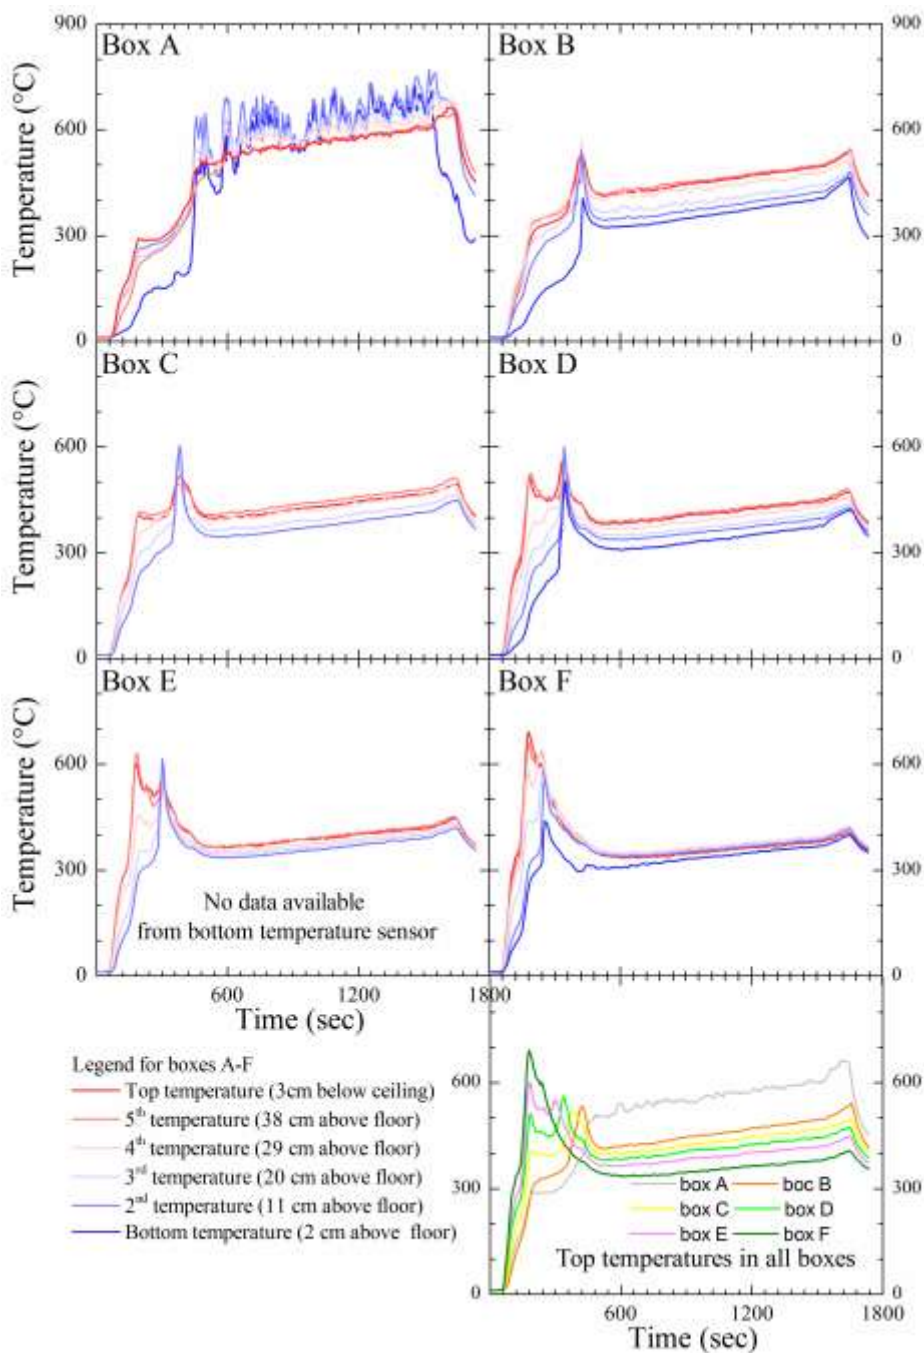 900
Box A
Box B
900
Temperature (°C)
600
600
300
300
0
0
Box C
Box D
Temperature (°C)
600
600
300
300
0
0
Box E
Box F
Temperature (°C)
600
600
300
300
No data available
from bottom temperature sensor
0
0
600
1200
1800
Time (sec)
Legend for boxes A-F
Top temperature (3cm below ceiling)
5th temperature (38 cm above floor)
4th temperature (29 cm above floor)
3rd temperature (20 cm above floor)
2nd temperature (11 cm above floor)
Bottom temperature (2 cm above floor)
600
300
box A
boc B
box C
box D
box E
box F
Top temperatures in all boxes
0
600
1200
1800
Time (sec)